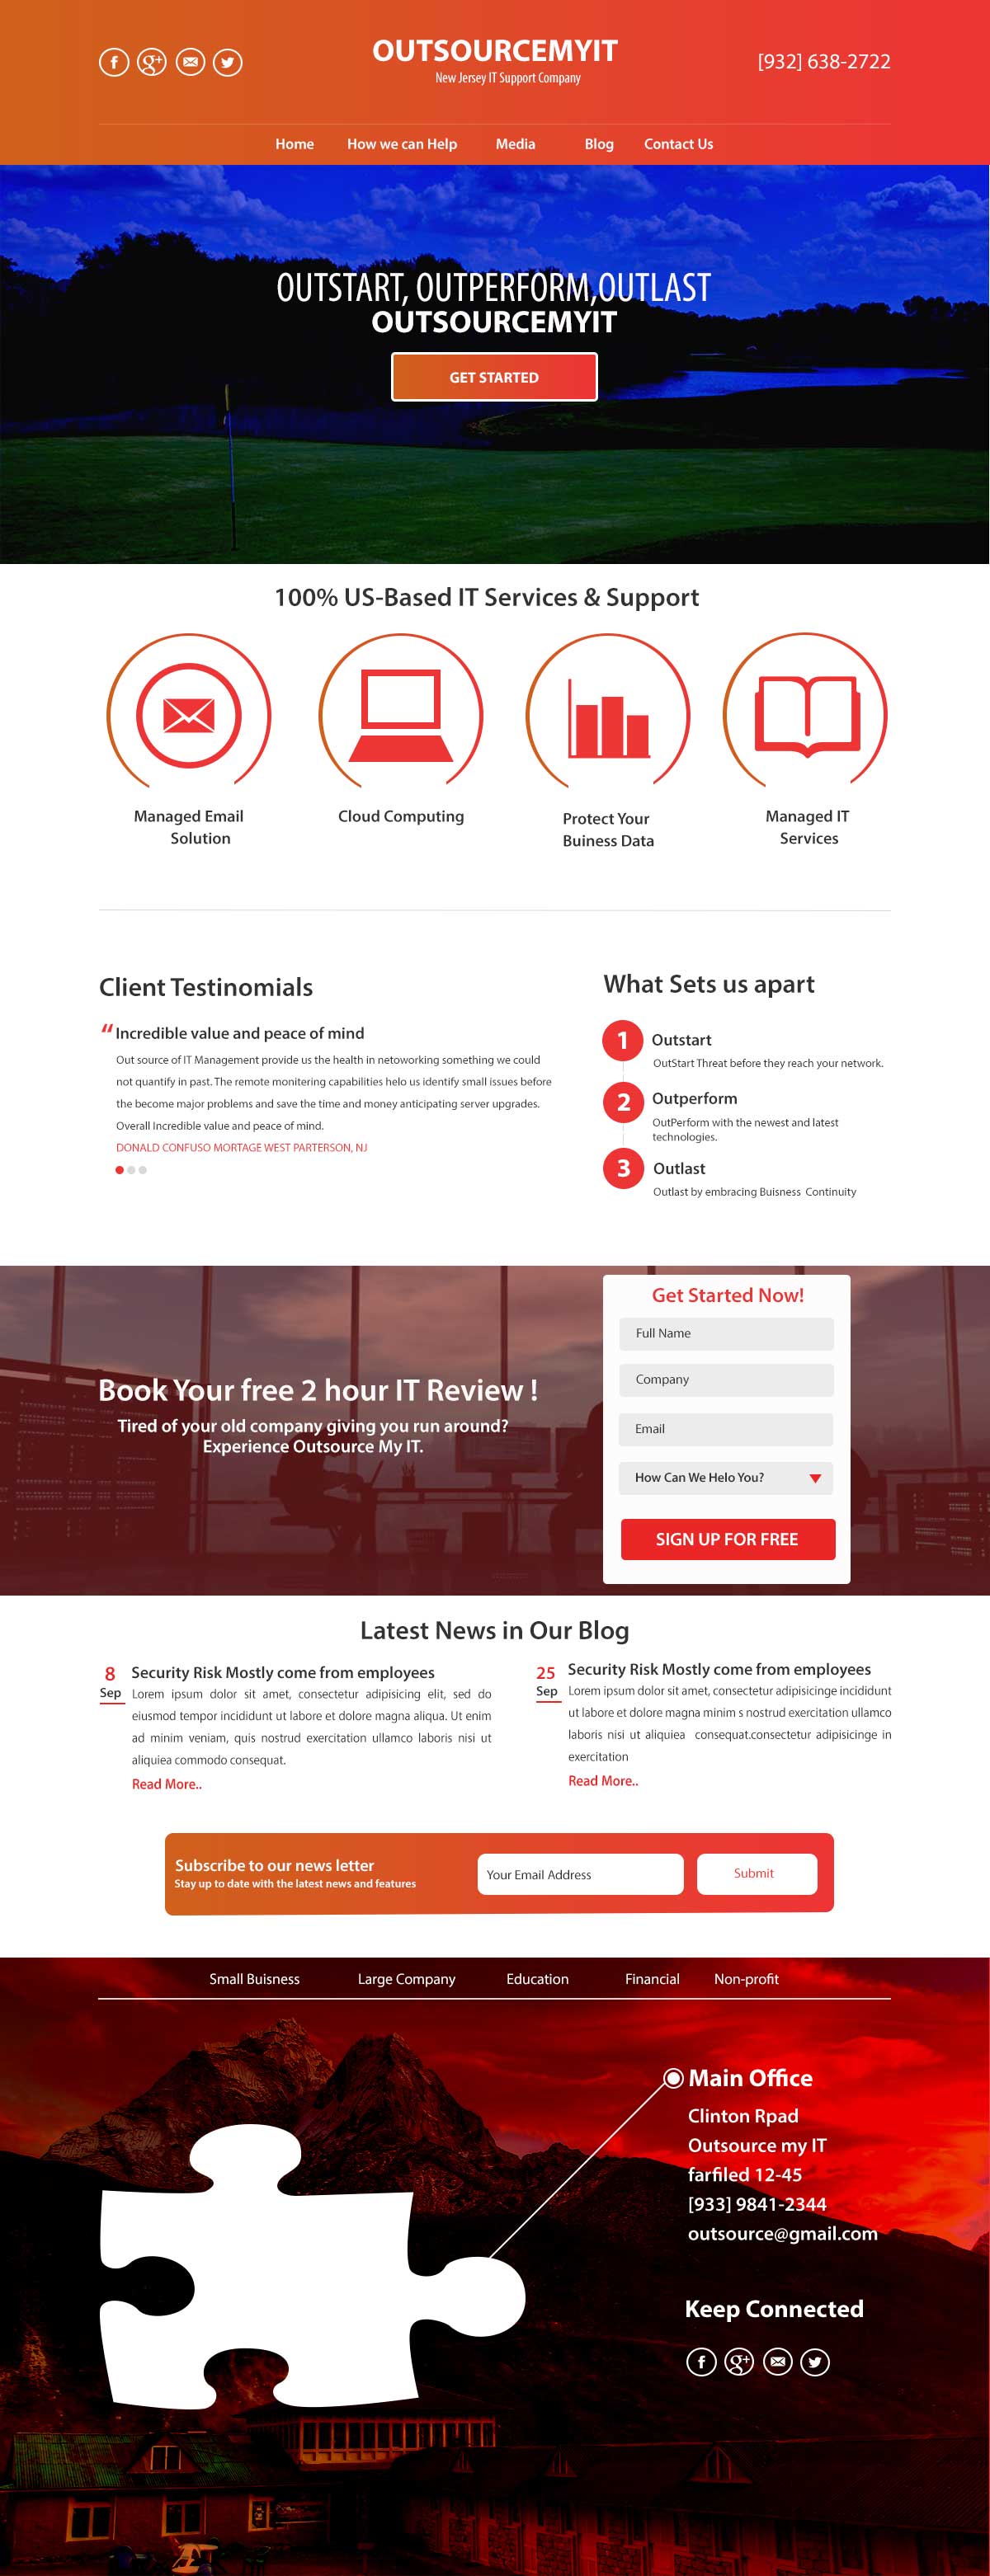 OUTSOURCEMYIT
New Jersey IT Support Company
[932] 638-2722
Home How we can Help Media Blog Contact Us
OUTSTART, OUTPERFORM,OUTLAST
OUTSOURCEMYIT
GET STARTED
100% US-Based IT Services & Support
Managed Email
Solution
Cloud Computing
Protect Your
Buiness Data
Managed IT
Services
Client Testinomials
“ Incredible value and peace of mind
Out source of IT Management provide us the health in netoworking something we could
not quantify in past. The remote monitering capabilities helo us identify small issues before
the become major problems and save the time and money anticipating server upgrades.
Overall Incredible value and peace of mind.
DONALD CONFUSO MORTAGE WEST PARTERSON, NJ
What Sets us apart
1 Outstart
OutStart Threat before they reach your network.
2 Outperform
OutPerform with the newest and latest
technologies.
3 Outlast
Outlast by embracing Buisness Continuity
Book Your free 2 hour IT Review !
Tired of your old company giving you run around?
Experience Outsource My IT.
Get Started Now!
Full Name
Company
Email
How Can We Helo You?
SIGN UP FOR FREE
Latest News in Our Blog
8
Sep
Security Risk Mostly come from employees
Lorem ipsum dolor sit amet, consectetur adipisicing elit, sed do
eiusmod tempor incididunt ut labore et dolore magna aliqua. Ut enim
ad minim veniam, quis nostrud exercitation ullamco laboris nisi ut
aliquiea commodo consequat.
Read More..
25
Sep
Security Risk Mostly come from employees
Lorem ipsum dolor sit amet, consectetur adipisicinge incididunt
ut labore et dolore magna minim s nostrud exercitation ullamco
laboris nisi ut aliquiea consequat.consectetur adipisicinge in
exercitation
Read More..
Subscribe to our news letter
Stay up to date with the latest news and features
Your Email Address
Submit
Small Buisness Large Company Education Financial Non-profit
Main Office
Clinton Rpad
Outsource my IT
farfiled 12-45
[933] 9841-2344
outsource@gmail.com
Keep Connected